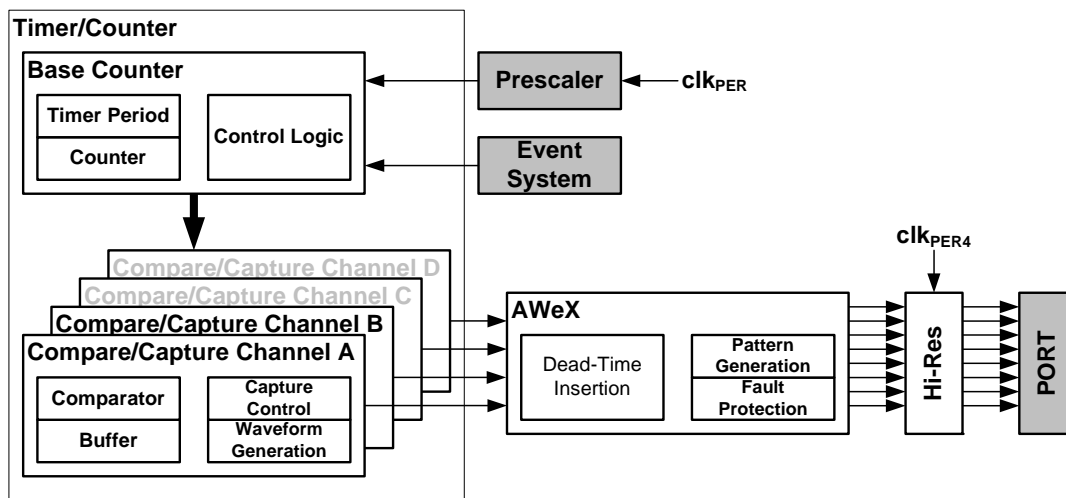 Timer/Counter
Base Counter
Timer Period
Counter
Control Logic
Prescaler
clkPER
Event
System
Compare/Capture Channel D
Compare/Capture Channel C
Compare/Capture Channel B
Compare/Capture Channel A
Comparator
Buffer
Capture
Control
Waveform
Generation
AWeX
Dead-Time
Insertion
Pattern
Generation
Fault
Protection
clkPER4
Hi-Res
PORT